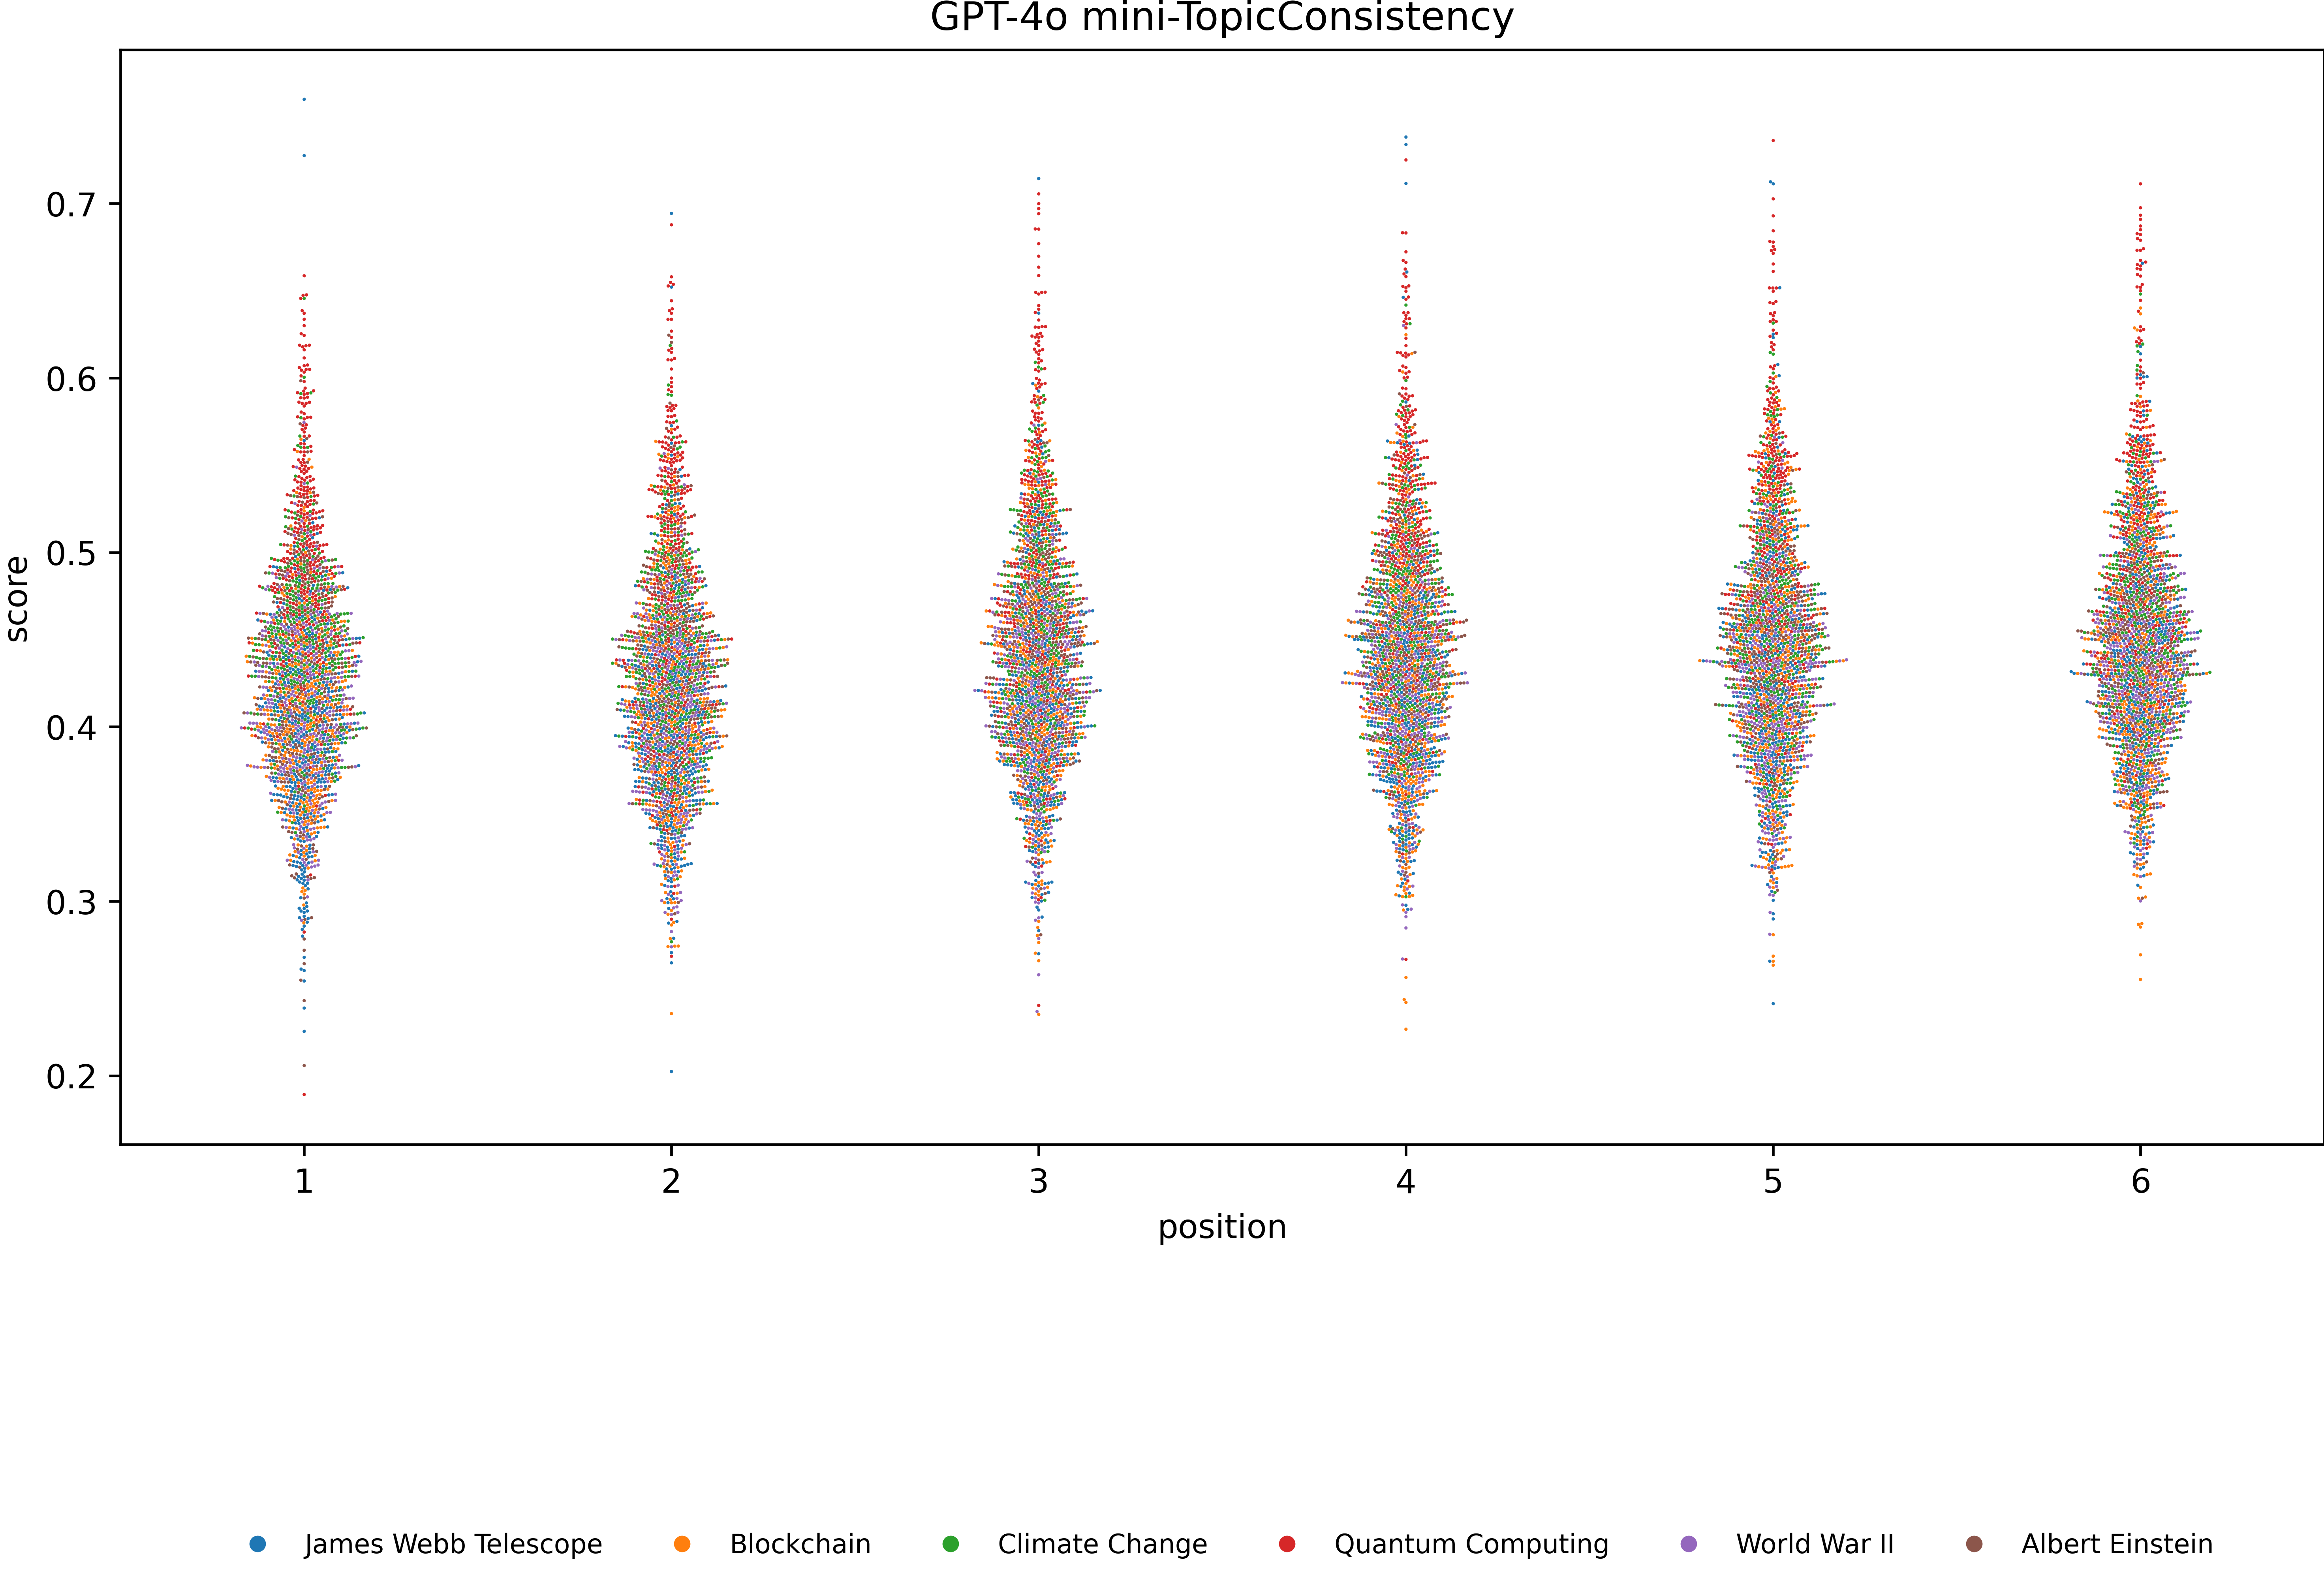 GPT-4o mini-TopicConsistency
score
0.7
0.6
0.5
0.4
0.3
0.2
1 2 3 4 5 6
position
James Webb Telescope Blockchain Climate Change Quantum Computing World War II Albert Einstein